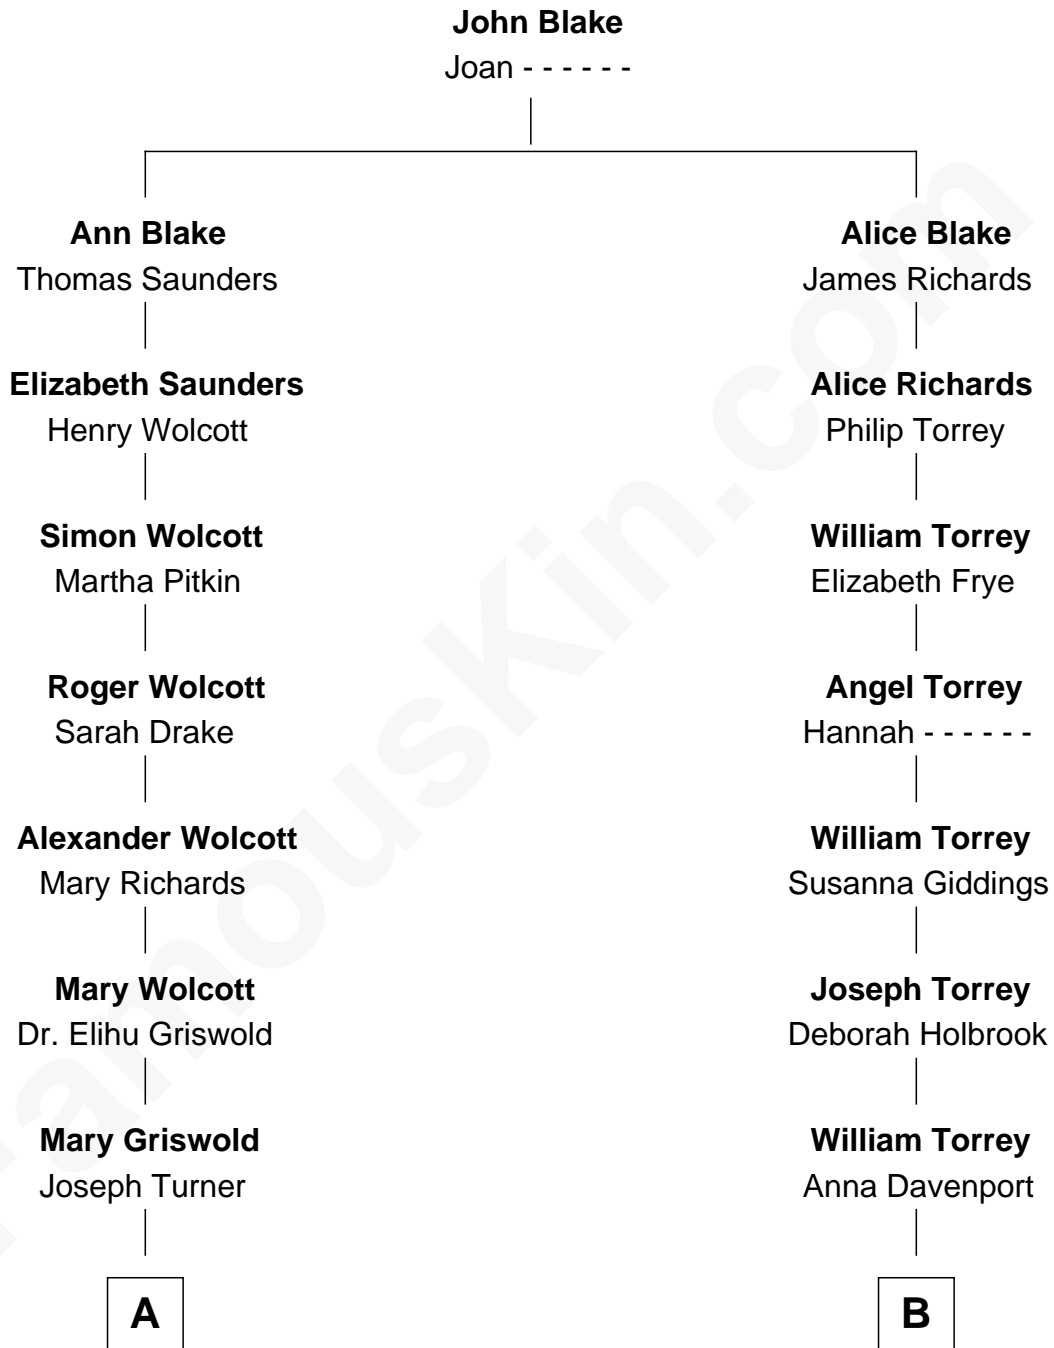 John Blake
Joan - - - - - -
Ann Blake
Thomas Saunders
Alice Blake
James Richards
Elizabeth Saunders
Henry Wolcott
Alice Richards
Philip Torrey
Simon Wolcott
Martha Pitkin
William Torrey
Elizabeth Frye
Roger Wolcott
Sarah Drake
Angel Torrey
Hannah - - - - - -
Alexander Wolcott
Mary Richards
William Torrey
Susanna Giddings
Mary Wolcott
Dr. Elihu Griswold
Joseph Torrey
Deborah Holbrook
Mary Griswold
Joseph Turner
William Torrey
Anna Davenport
A
B
FamousKin.com